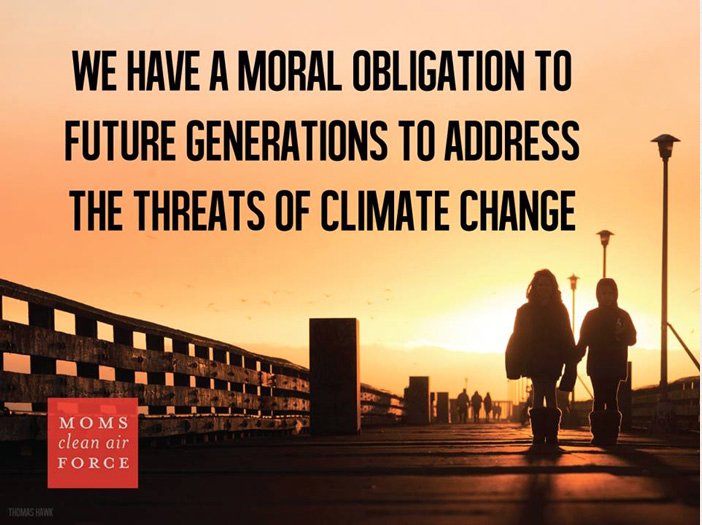 WE HAVE A MORAL OBLIGATION TO
FUTURE GENERATIONS TO ADDRESS
THE THREATS OF CLIMATE CHANGE
MOMS
clean air
FORCE
THOMAS HAWK